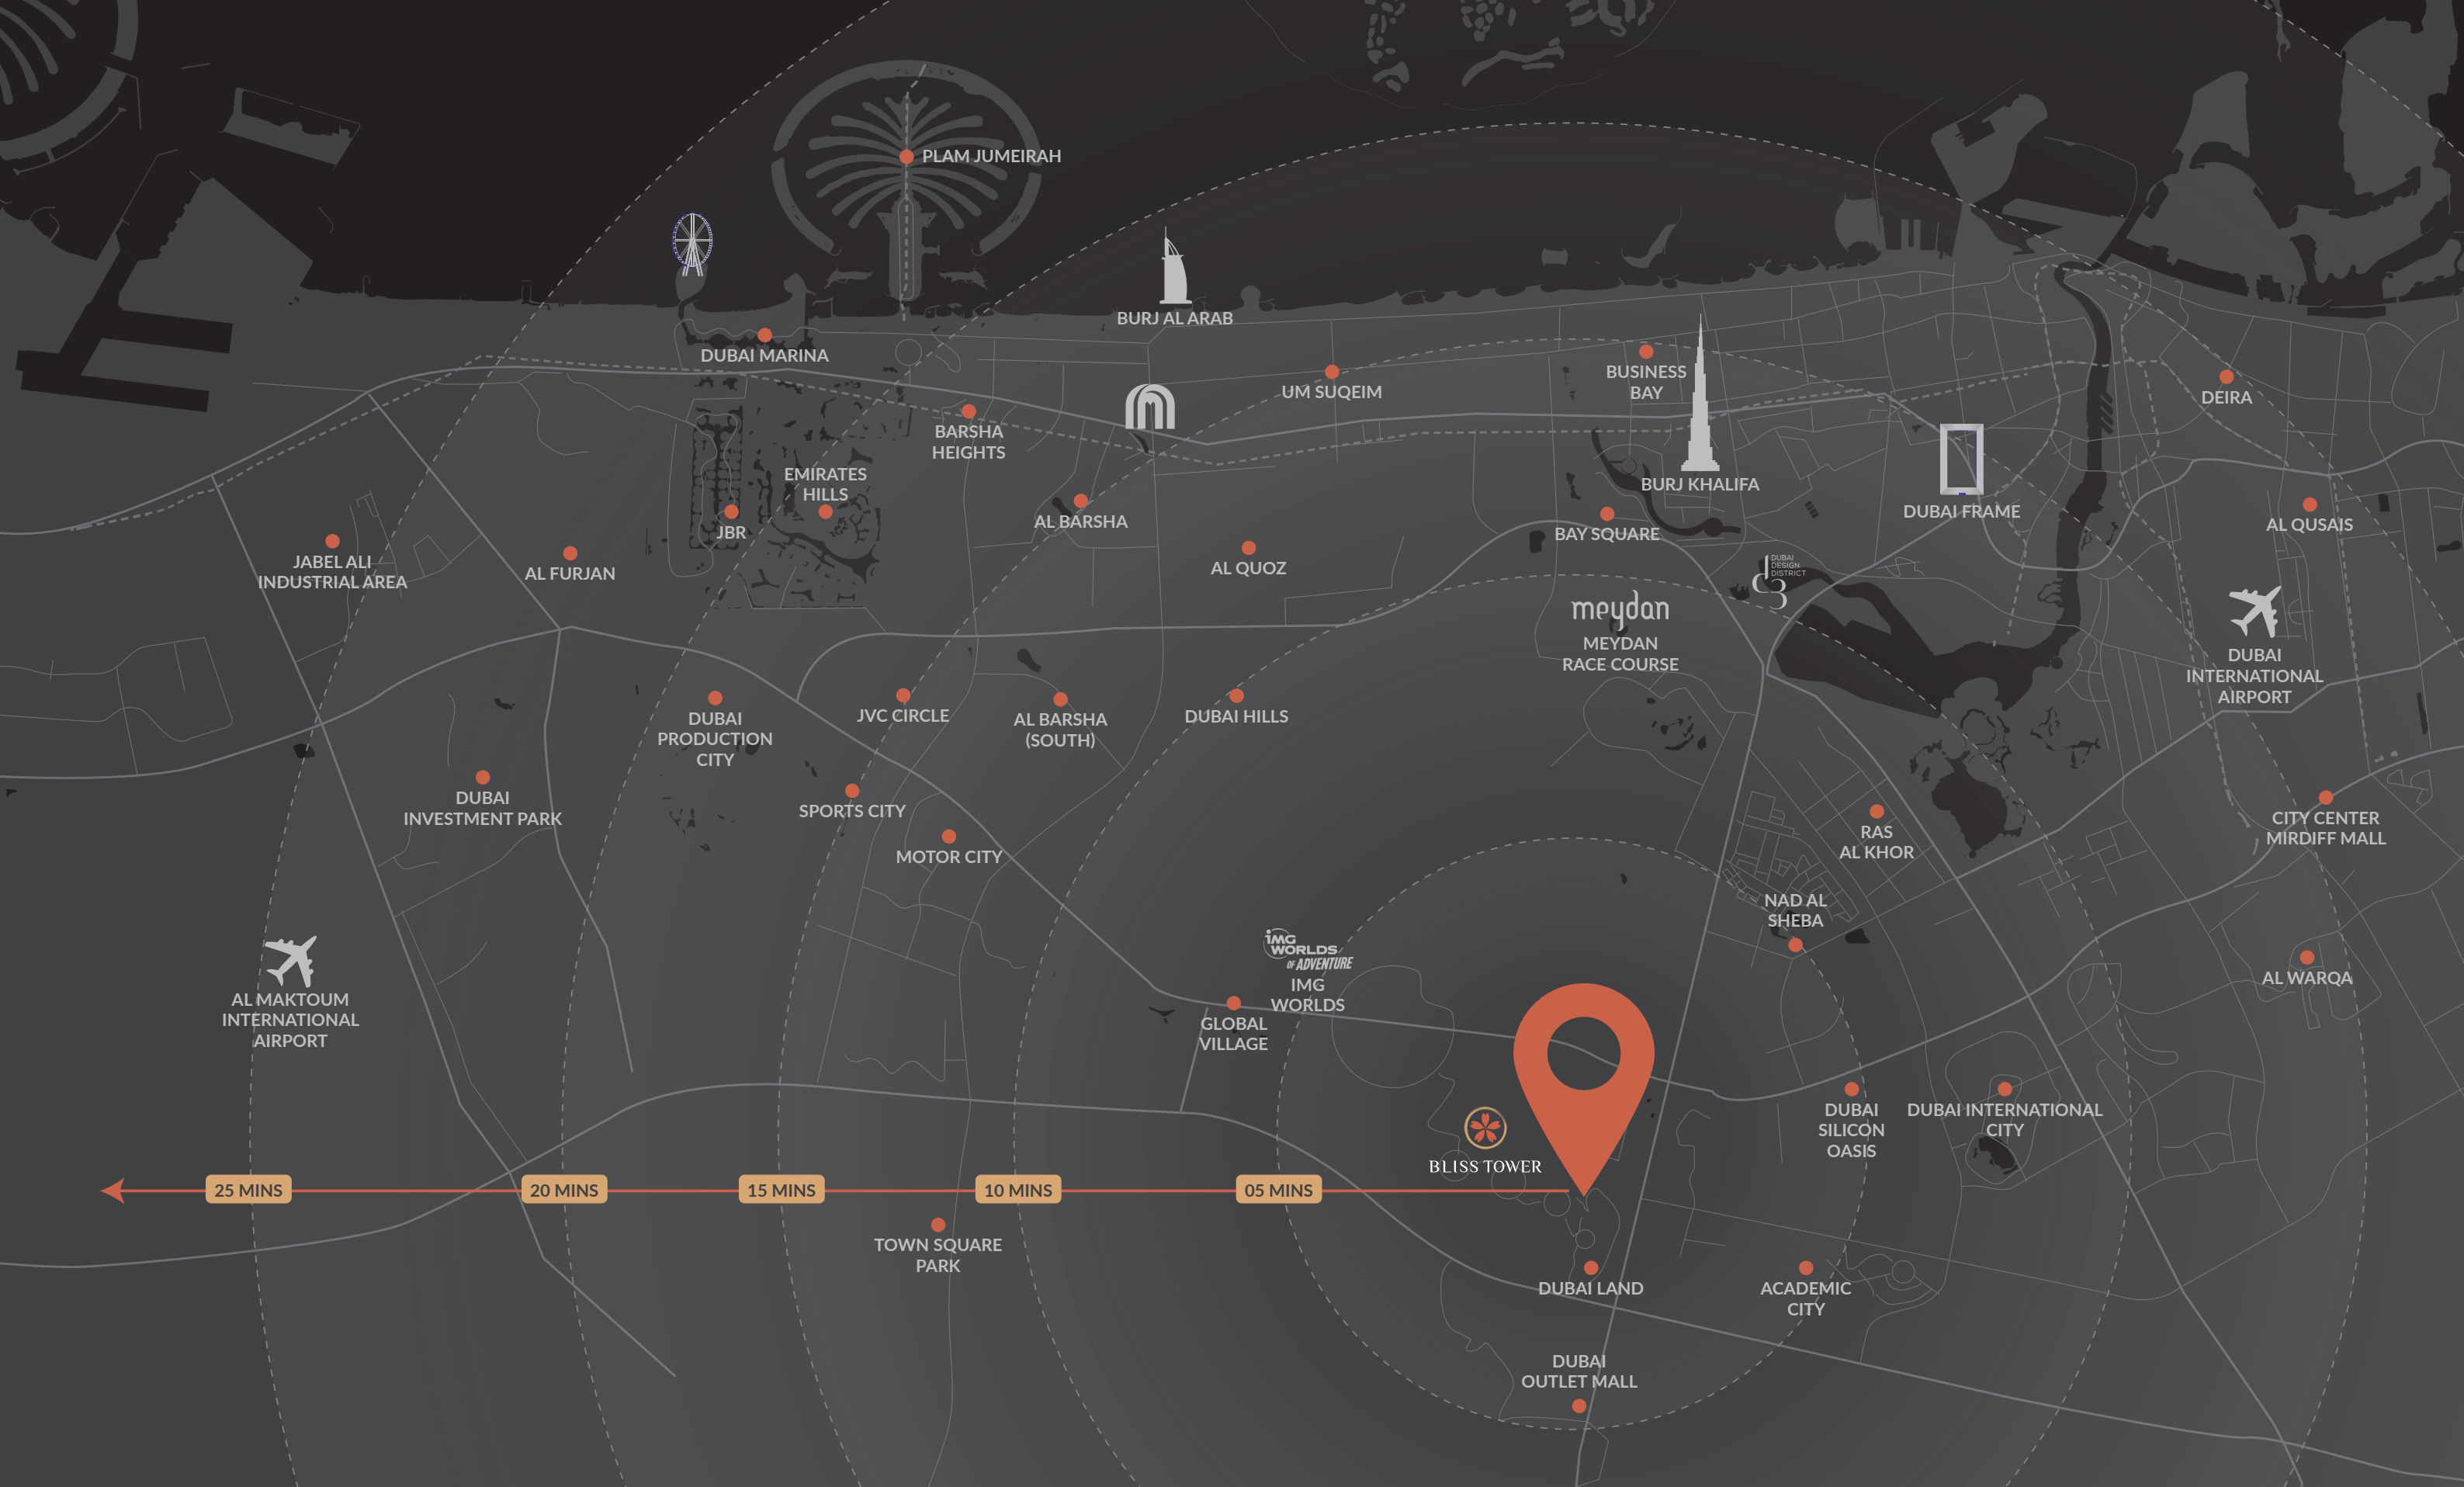 PLAM JUMEIRAH
BURJ AL ARAB
DUBAI MARINA
UM SUQEIM
BUSINESS
BAY
DEIRA
BARSHA
HEIGHTS
EMIRATES
HILLS
BURJ KHALIFA
DUBAI FRAME
JBR
AL BARSHA
BAY SQUARE
AL QUSAIS
JABEL ALI
INDUSTRIAL AREA
AL FURJAN
AL QUOZ
DUBAI
DESIGN
DISTRICT
d3
meydan
MEYDAN
RACE COURSE
DUBAI
INTERNATIONAL
AIRPORT
DUBAI
PRODUCTION
CITY
JVC CIRCLE
AL BARSHA
(SOUTH)
DUBAI HILLS
DUBAI
INVESTMENT PARK
SPORTS CITY
MOTOR CITY
RAS
AL KHOR
CITY CENTER
MIRDIFF MALL
NAD AL
SHEBA
iMG
WORLDS
OF ADVENTURE
IMG
WORLDS
AL WARQA
AL MAKTOUM
INTERNATIONAL
AIRPORT
GLOBAL
VILLAGE
DUBAI
SILICON
OASIS
DUBAI INTERNATIONAL
CITY
BLISS TOWER
25 MINS
20 MINS
15 MINS
10 MINS
05 MINS
TOWN SQUARE
PARK
DUBAI LAND
ACADEMIC
CITY
DUBAI
OUTLET MALL